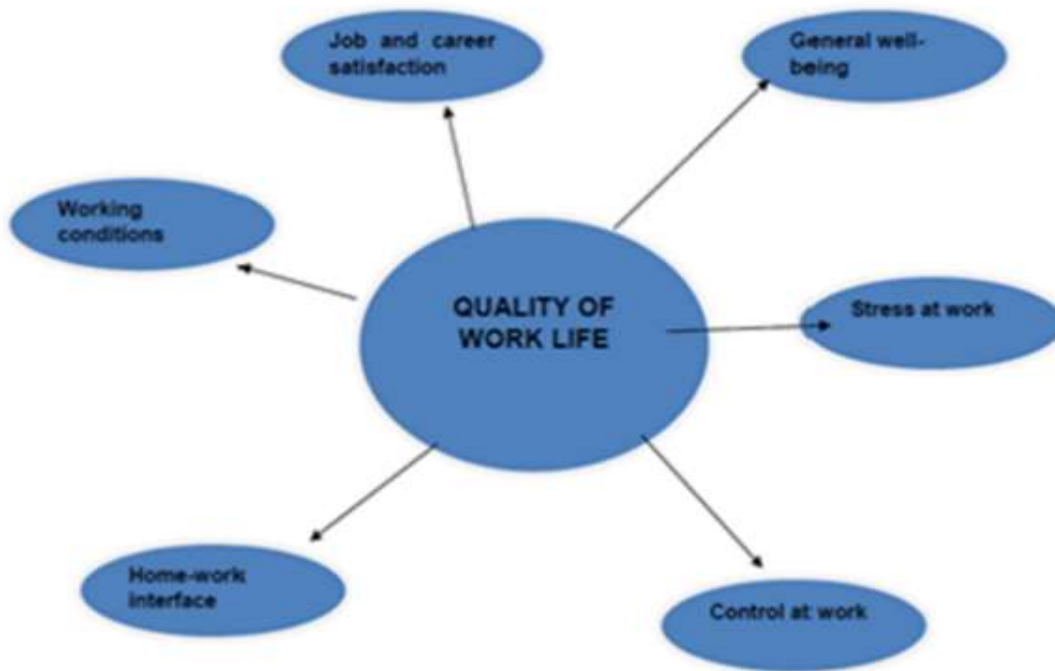 Job and career
satisfaction
General well-
being
Working
conditions
QUALITY OF
WORK LIFE
Stress at work
Home-work
interface
Control at work